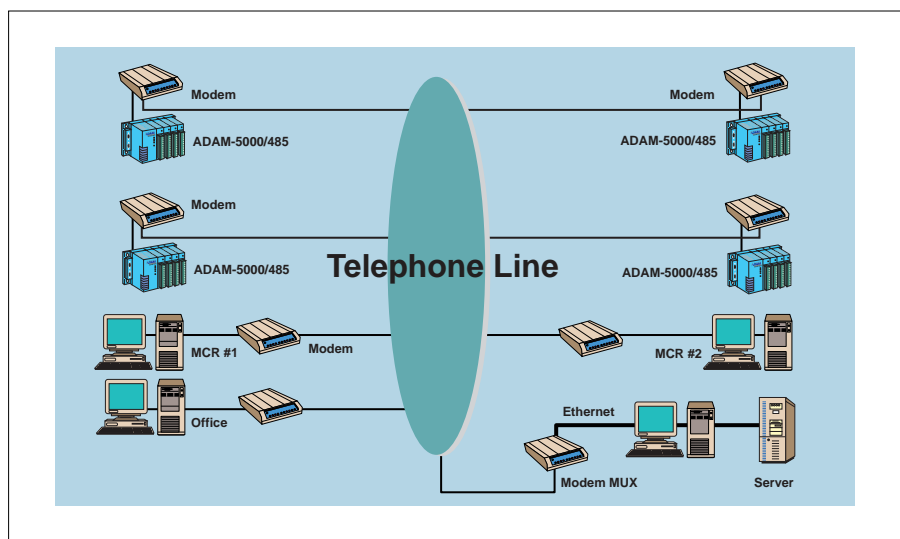 Modem
Modem
ADAM-5000/485
ADAM-5000/485
Modem
ADAM-5000/485
Telephone Line
ADAM-5000/485
MCR #1
Modem
MCR #2
Office
Ethernet
Modem MUX
Server